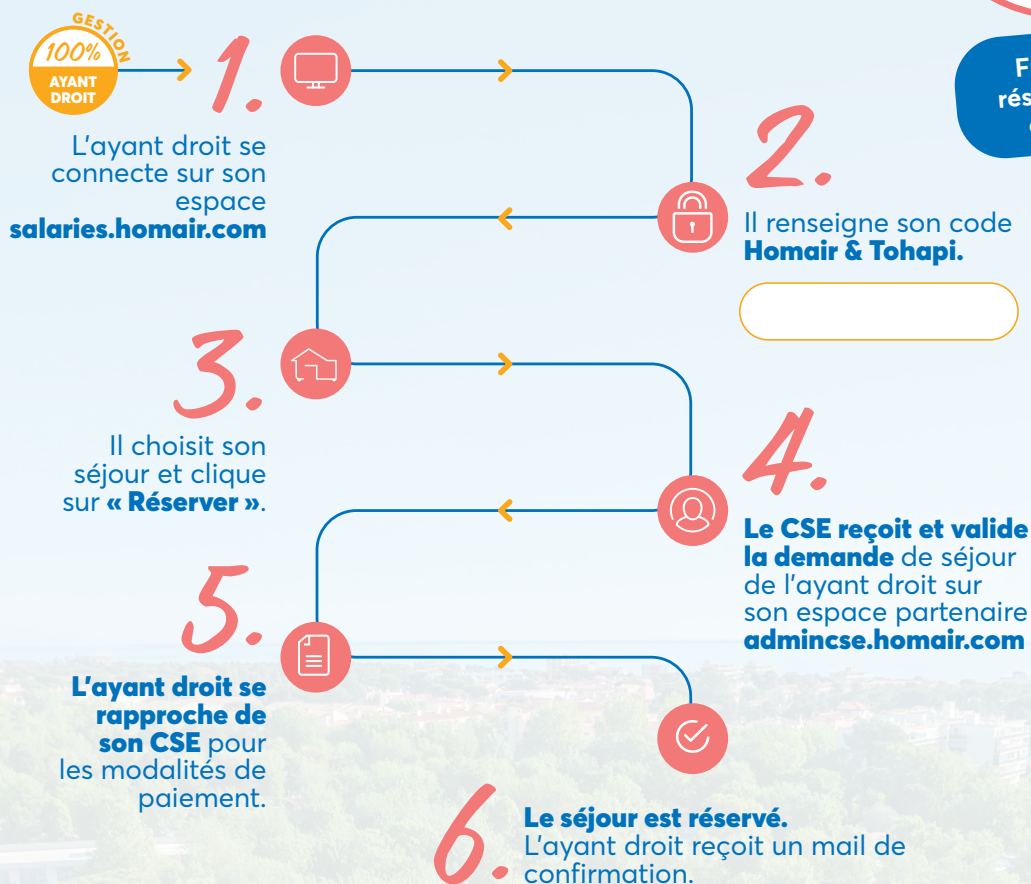 GESTION
100%
AYANT
DROIT
1.
L'ayant droit se
connecte sur son
espace
salaries.homair.com
2.
Il renseigne son code
Homair & Tohapi.
3.
Il choisit son
séjour et clique
sur « Réserver ».
4.
Le CSE reçoit et valide
la demande de séjour
de l'ayant droit sur
son espace partenaire
admincse.homair.com
5.
L'ayant droit se
rapproche de
son CSE pour
les modalités de
paiement.
6.
Le séjour est réservé.
L'ayant droit reçoit un mail de
confirmation.